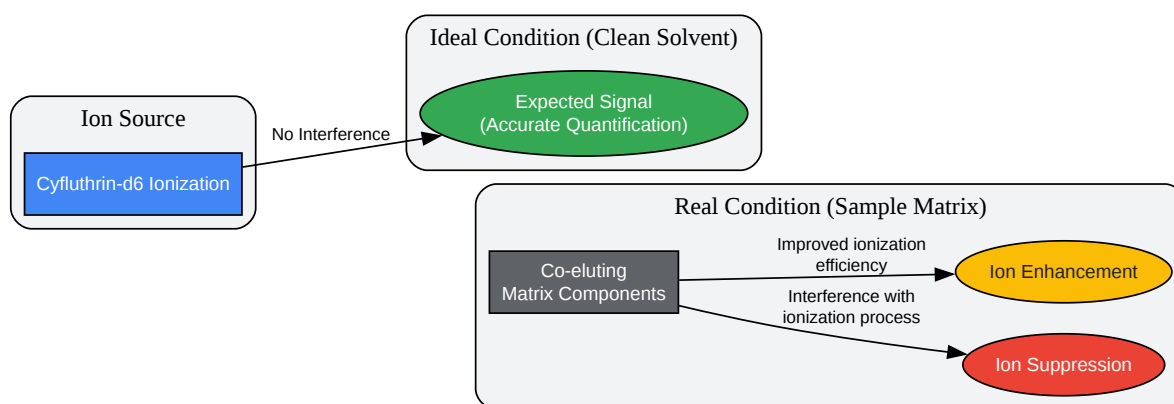 Ideal Condition (Clean Solvent)
Expected Signal
(Accurate Quantification)
Ion Source
No Interference
Cyfluthrin-d6 Ionization
Real Condition (Sample Matrix)
Co-eluting
Matrix Components
Improved ionization
efficiency
Ion Enhancement
Interference with
ionization process
Ion Suppression